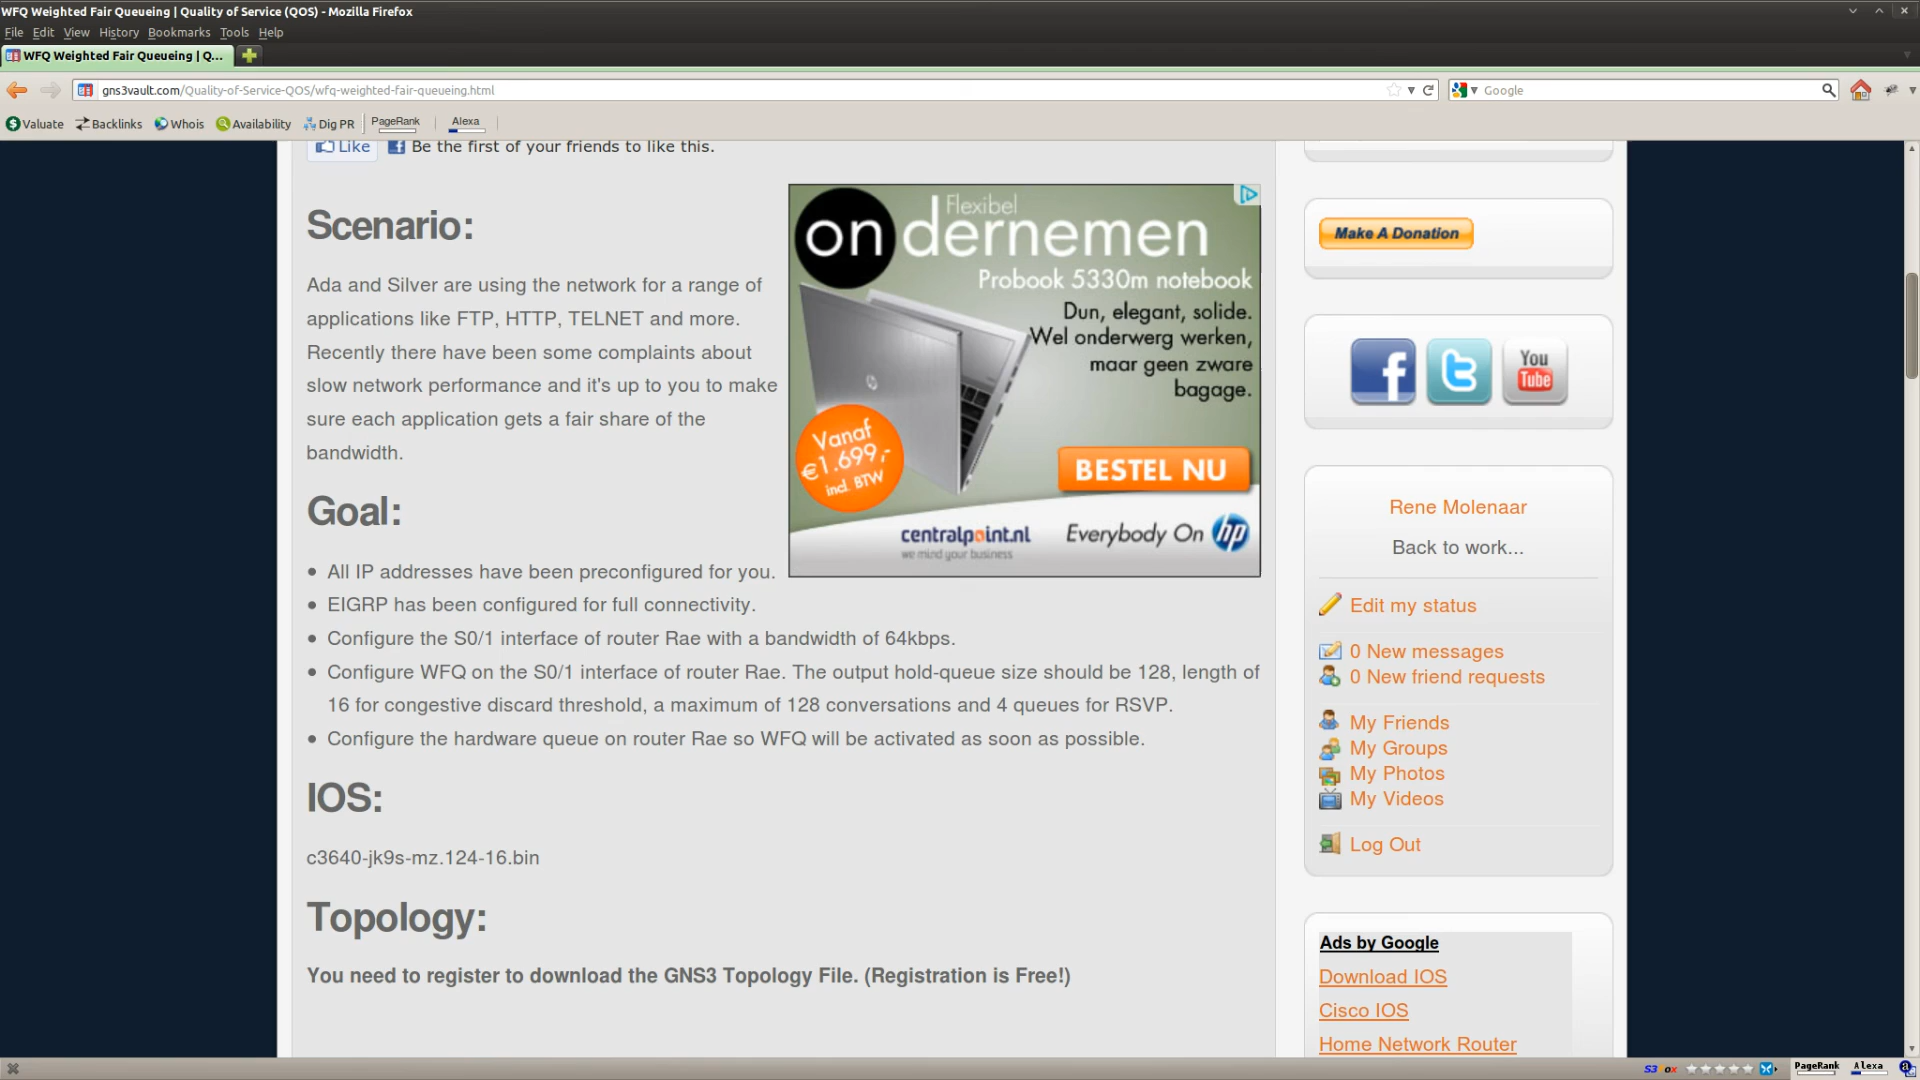 WFQ Weighted Fair Queueing | Quality of Service (QOS) - Mozilla Firefox
File Edit View History Bookmarks Tools Help
WFQ Weighted Fair Queueing | Q...
gns3vault.com/Quality-of-Service-QOS/wfq-weighted-fair-queueing.html
Google
Valuate Backlinks Whois Availability Dig PR PageRank Alexa
Like Be the first of your friends to like this.
Scenario:
Ada and Silver are using the network for a range of
applications like FTP, HTTP, TELNET and more.
Recently there have been some complaints about
slow network performance and it's up to you to make
sure each application gets a fair share of the
bandwidth.
Flexibel
ondernemen
Probook 5330m notebook
Dun, elegant, solide.
Wel onderwerg werken,
maar geen zware
bagage.
Vanaf
€1.699,-
incl. BTW
BESTEL NU
centralpoint.nl
we mind your business
Everybody On hp
Goal:
All IP addresses have been preconfigured for you.
EIGRP has been configured for full connectivity.
Configure the S0/1 interface of router Rae with a bandwidth of 64kbps.
Configure WFQ on the S0/1 interface of router Rae. The output hold-queue size should be 128, length of
16 for congestive discard threshold, a maximum of 128 conversations and 4 queues for RSVP.
Configure the hardware queue on router Rae so WFQ will be activated as soon as possible.
IOS:
c3640-jk9s-mz.124-16.bin
Topology:
You need to register to download the GNS3 Topology File. (Registration is Free!)
Make A Donation
f t You Tube
Rene Molenaar
Back to work...
Edit my status
0 New messages
0 New friend requests
My Friends
My Groups
My Photos
My Videos
Log Out
Ads by Google
Download IOS
Cisco IOS
Home Network Router
PageRank Alexa